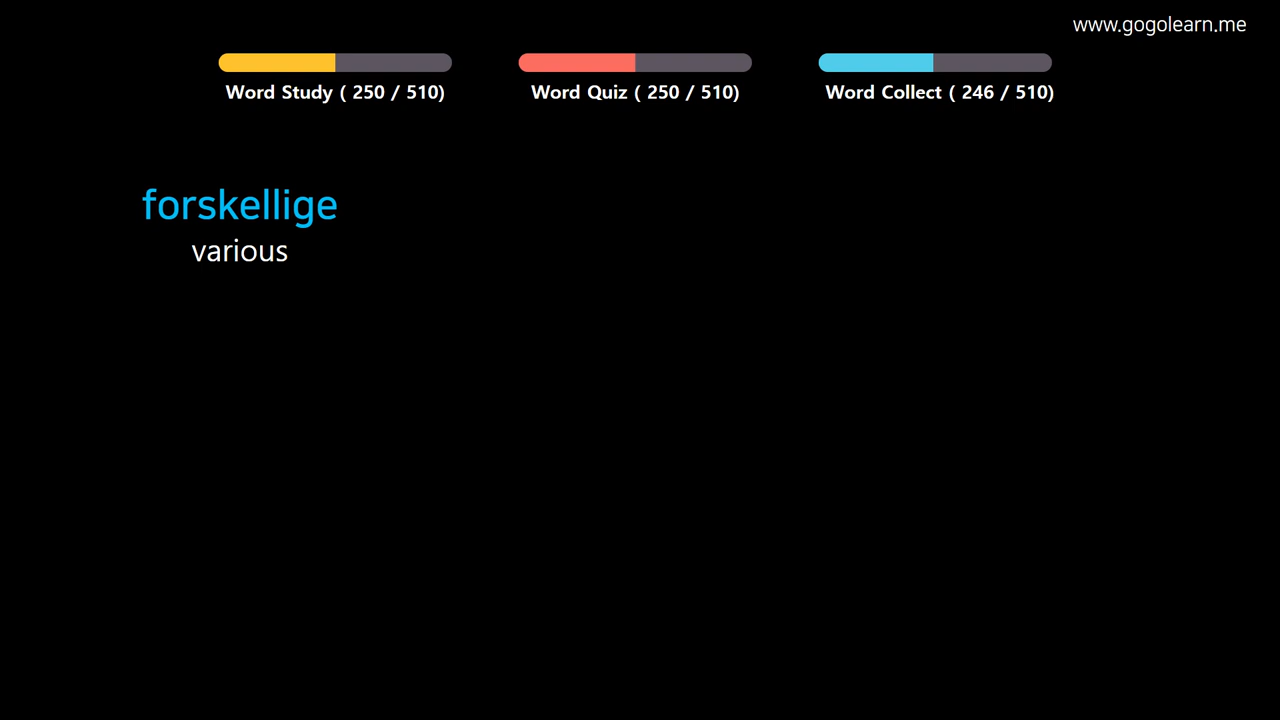 www.gogolearn.me
Word Study ( 250 / 510)
Word Quiz ( 250 / 510)
Word Collect ( 246 / 510)
forskellige
various